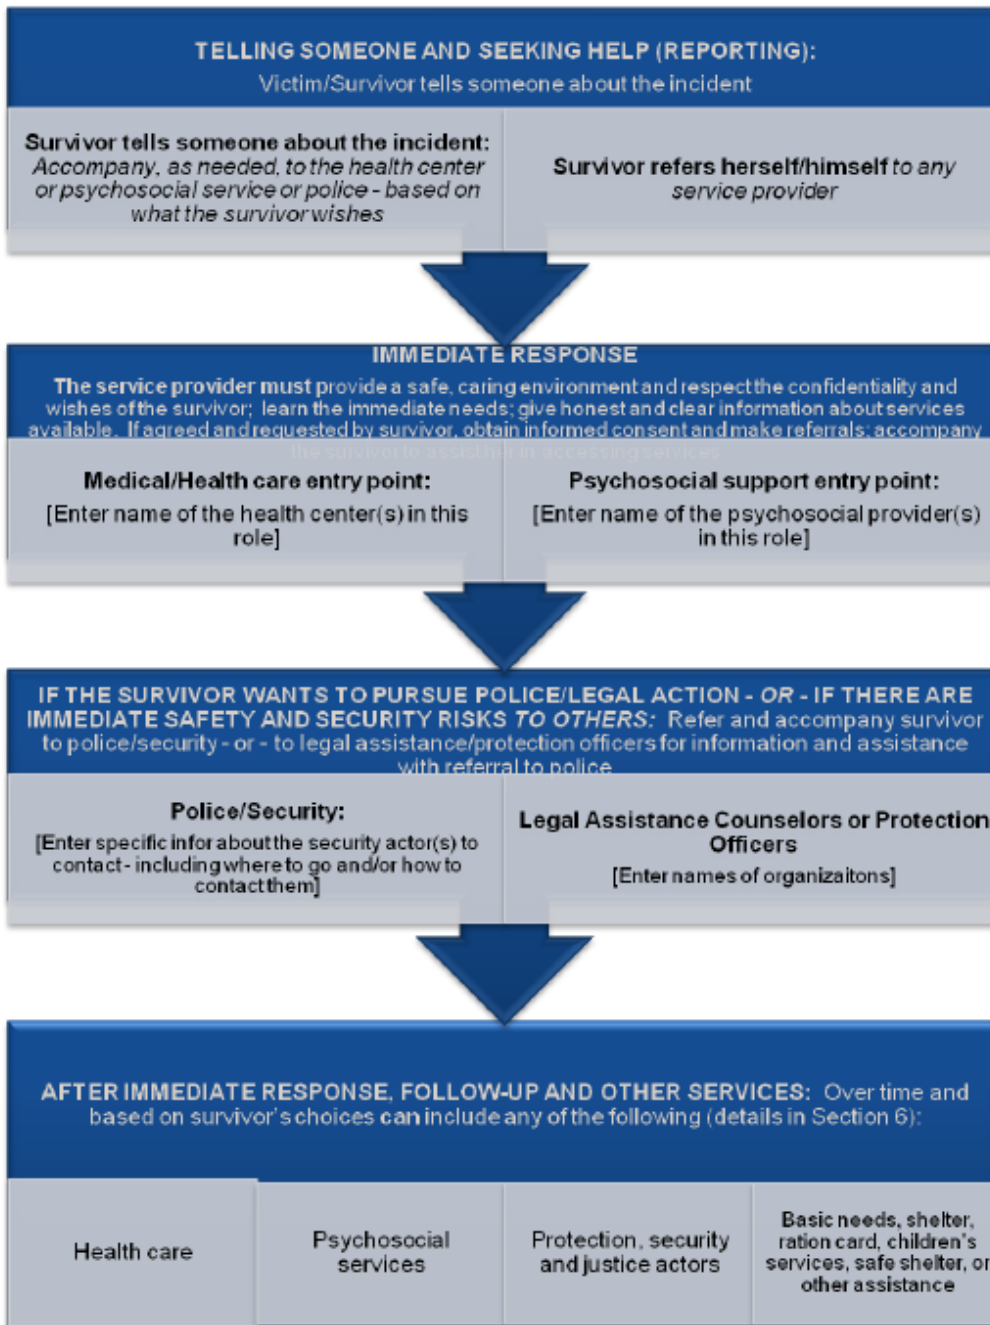 TELLING SOMEONE AND SEEKING HELP (REPORTING):
Victim/Survivor tells someone about the incident
Survivor tells someone about the incident:
Accompany, as needed, to the health center
or psychosocial service or police - based on
what the survivor wishes
Survivor refers herself/himself to any
service provider
IMMEDIATE RESPONSE
The service provider must provide a safe, caring environment and respect the confidentiality and
wishes of the survivor; learn the immediate needs; give honest and clear information about services
available. If agreed and requested by survivor, obtain informed consent and make referrals; accompany
the survivor to assist her in accessing services
Medical/Health care entry point:
[Enter name of the health center(s) in this
role]
Psychosocial support entry point:
[Enter name of the psychosocial provider(s)
in this role]
IF THE SURVIVOR WANTS TO PURSUE POLICE/LEGAL ACTION - OR - IF THERE ARE
IMMEDIATE SAFETY AND SECURITY RISKS TO OTHERS: Refer and accompany survivor
to police/security - or - to legal assistance/protection officers for information and assistance
with referral to police
Police/Security:
[Enter specific infor about the security actor(s) to
contact - including where to go and/or how to
contact them]
Legal Assistance Counselors or Protection
Officers
[Enter names of organizaitons]
AFTER IMMEDIATE RESPONSE, FOLLOW-UP AND OTHER SERVICES: Over time and
based on survivor's choices can include any of the following (details in Section 6):
Health care
Psychosocial
services
Protection, security
and justice actors
Basic needs, shelter,
ration card, children's
services, safe shelter, or
other assistance